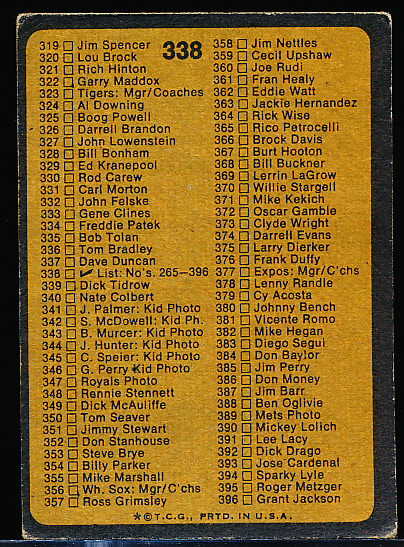 338
319 Jim Spencer
320 Lou Brock
321 Rich Hinton
322 Garry Maddox
323 Tigers: Mgr/Coaches
324 Al Downing
325 Boog Powell
326 Darrell Brandon
327 John Lowenstein
328 Bill Bonham
329 Ed Kranepool
330 Rod Carew
331 Carl Morton
332 John Felske
333 Gene Clines
334 Freddie Patek
335 Bob Tolan
336 Tom Bradley
337 Dave Duncan
338 ✓ List: No's. 265—396
339 Dick Tidrow
340 Nate Colbert
341 J. Palmer: Kid Photo
342 S. McDowell: Kid Ph.
343 B. Murcer: Kid Photo
344 J. Hunter: Kid Photo
345 C. Speier: Kid Photo
346 G. Perry Kid Photo
347 Royals Photo
348 Rennie Stennett
349 Dick McAuliffe
350 Tom Seaver
351 Jimmy Stewart
352 Don Stanhouse
353 Steve Brye
354 Billy Parker
355 Mike Marshall
356 Wh. Sox: Mgr/C'chs
357 Ross Grimsley
358 Jim Nettles
359 Cecil Upshaw
360 Joe Rudi
361 Fran Healy
362 Eddie Watt
363 Jackie Hernandez
364 Rick Wise
365 Rico Petrocelli
366 Brock Davis
367 Burt Hooton
368 Bill Buckner
369 Lerrin LaGrow
370 Willie Stargell
371 Mike Kekich
372 Oscar Gamble
373 Clyde Wright
374 Darrell Evans
375 Larry Dierker
376 Frank Duffy
377 Expos: Mgr/C'chs
378 Lenny Randle
379 Cy Acosta
380 Johnny Bench
381 Vicente Romo
382 Mike Hegan
383 Diego Segui
384 Don Baylor
385 Jim Perry
386 Don Money
387 Jim Barr
388 Ben Oglivie
389 Mets Photo
390 Mickey Lolich
391 Lee Lacy
392 Dick Drago
393 Jose Cardenal
394 Sparky Lyle
395 Roger Metzger
396 Grant Jackson
*© T.C.G., PRTD. IN U.S.A.